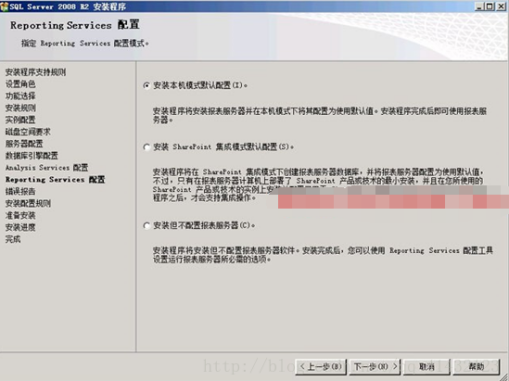 SQL Server 2008 R2 安装程序
Reporting Services 配置
指定 Reporting Services 配置模式。
安装程序支持规则
设置角色
功能选择
安装规则
实例配置
磁盘空间要求
服务器配置
数据库引擎配置
Analysis Services 配置
Reporting Services 配置
错误报告
安装配置规则
准备安装
安装进度
完成
安装本机模式默认配置(I)。
安装程序将安装报表服务器并在本机模式下将其配置为使用默认值。安装程序完成后即可使用报表服
务器。
安装 SharePoint 集成模式默认配置(S)。
安装程序将在 SharePoint 集成模式下创建报表服务器数据库，并将报表服务器配置为使用默认值，
不过，只有在报表服务器计算机上部署了 SharePoint 产品或技术的最小安装，并且在您所使用的
SharePoint 产品或技术的实例上安
程序之后，才会支持集成操作。
安装但不配置报表服务器(C)。
安装程序将安装但不配置报表服务器软件。安装完成后，您可以使用 Reporting Services 配置工具
设置运行报表服务器所必需的选项。
http://blog
< 上一步(B)
下一步(N) >
取消
帮助